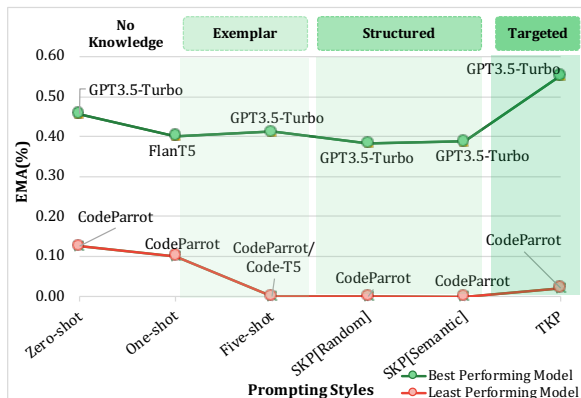 No
Knowledge
Exemplar
Structured
Targeted
0.60
0.50
0.40
0.30
0.20
0.10
0.00
EMA(%)
GPT3.5-Turbo
FlanT5
GPT3.5-Turbo
GPT3.5-Turbo
GPT3.5-Turbo
GPT3.5-Turbo
CodeParrot
CodeParrot
CodeParrot/
Code-T5
CodeParrot
CodeParrot
CodeParrot
Zero-shot
One-shot
Five-shot
SKP[Random]
SKP[Semantic]
TKP
Prompting Styles
Best Performing Model
Least Performing Model